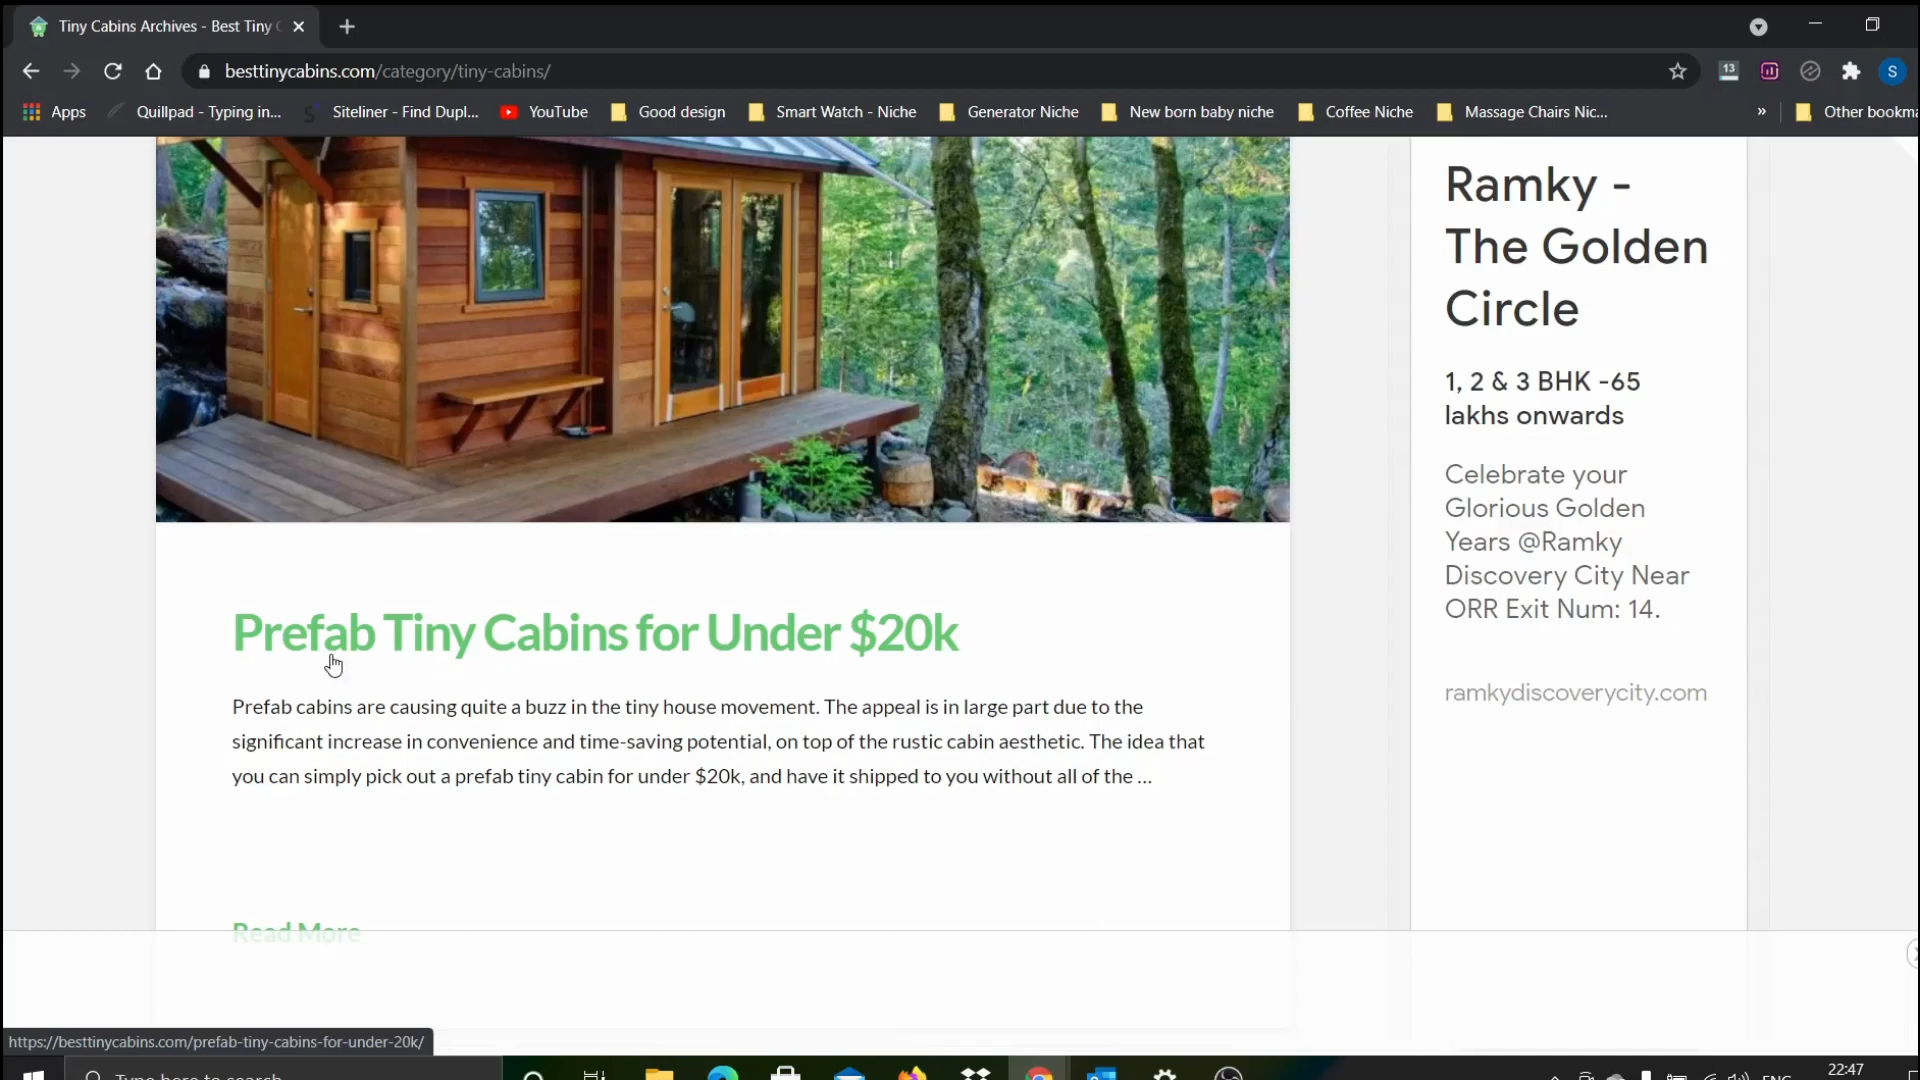 Tiny Cabins Archives - Best Tiny
besttinycabins.com/category/tiny-cabins/
13
S
Apps
Quillpad - Typing in...
Siteliner - Find Dupl...
YouTube
Good design
Smart Watch - Niche
Generator Niche
New born baby niche
Coffee Niche
Massage Chairs Nic...
»
Other bookma
Ramky -
The Golden
Circle
1, 2 & 3 BHK -65
lakhs onwards
Celebrate your
Glorious Golden
Years @Ramky
Discovery City Near
ORR Exit Num: 14.
ramkydiscoverycity.com
Prefab Tiny Cabins for Under $20k
Prefab cabins are causing quite a buzz in the tiny house movement. The appeal is in large part due to the
significant increase in convenience and time-saving potential, on top of the rustic cabin aesthetic. The idea that
you can simply pick out a prefab tiny cabin for under $20k, and have it shipped to you without all of the ...
Read More
https://besttinycabins.com/prefab-tiny-cabins-for-under-20k/
Type here to search
ENG
22:47